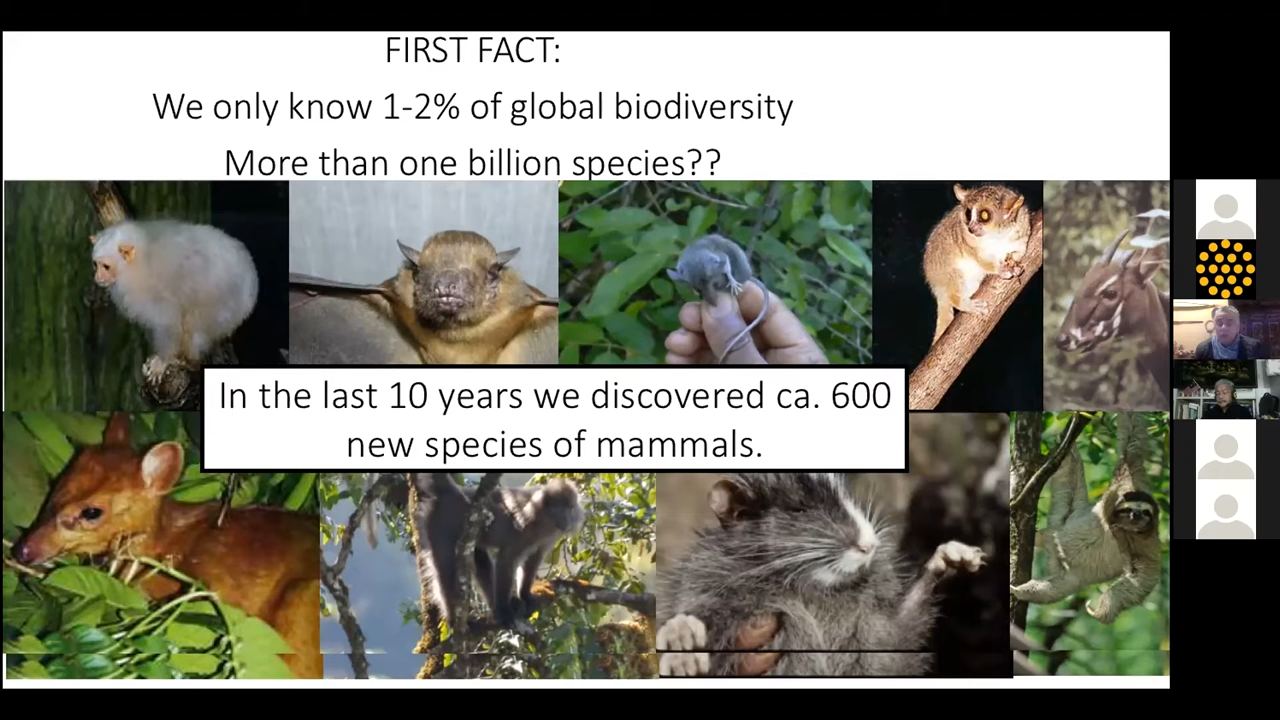 FIRST FACT:
We only know 1-2% of global biodiversity
More than one billion species??
In the last 10 years we discovered ca. 600
new species of mammals.